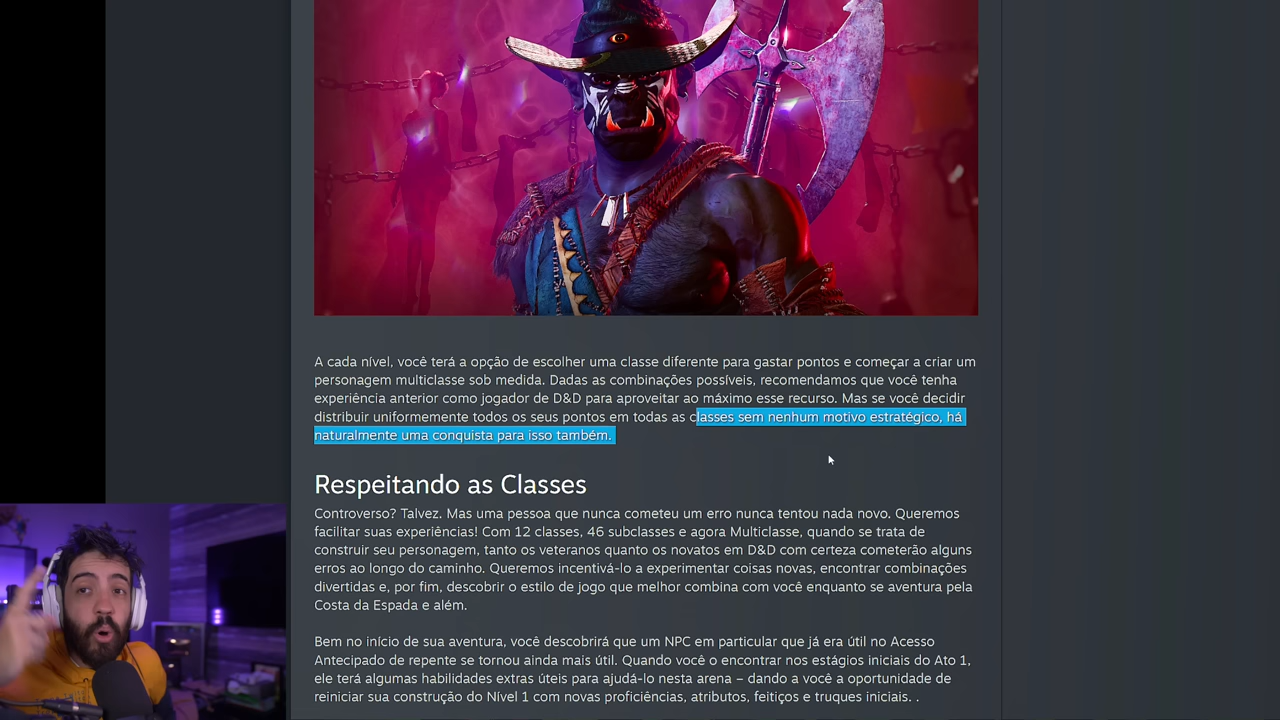 A cada nível, você terá a opção de escolher uma classe diferente para gastar pontos e começar a criar um
personagem multiclasse sob medida. Dadas as combinações possíveis, recomendamos que você tenha
experiência anterior como jogador de D&D para aproveitar ao máximo esse recurso. Mas se você decidir
distribuir uniformemente todos os seus pontos em todas as classes sem nenhum motivo estratégico, há
naturalmente uma conquista para isso também.
Respeitando as Classes
Controverso? Talvez. Mas uma pessoa que nunca cometeu um erro nunca tentou nada novo. Queremos
facilitar suas experiências! Com 12 classes, 46 subclasses e agora Multiclasse, quando se trata de
construir seu personagem, tanto os veteranos quanto os novatos em D&D com certeza cometerão alguns
erros ao longo do caminho. Queremos incentivá-lo a experimentar coisas novas, encontrar combinações
divertidas e, por fim, descobrir o estilo de jogo que melhor combina com você enquanto se aventura pela
Costa da Espada e além.
Bem no início de sua aventura, você descobrirá que um NPC em particular que já era útil no Acesso
Antecipado de repente se tornou ainda mais útil. Quando você o encontrar nos estágios iniciais do Ato 1,
ele terá algumas habilidades extras úteis para ajudá-lo nesta arena – dando a você a oportunidade de
reiniciar sua construção do Nível 1 com novas proficiências, atributos, feitiços e truques iniciais. .